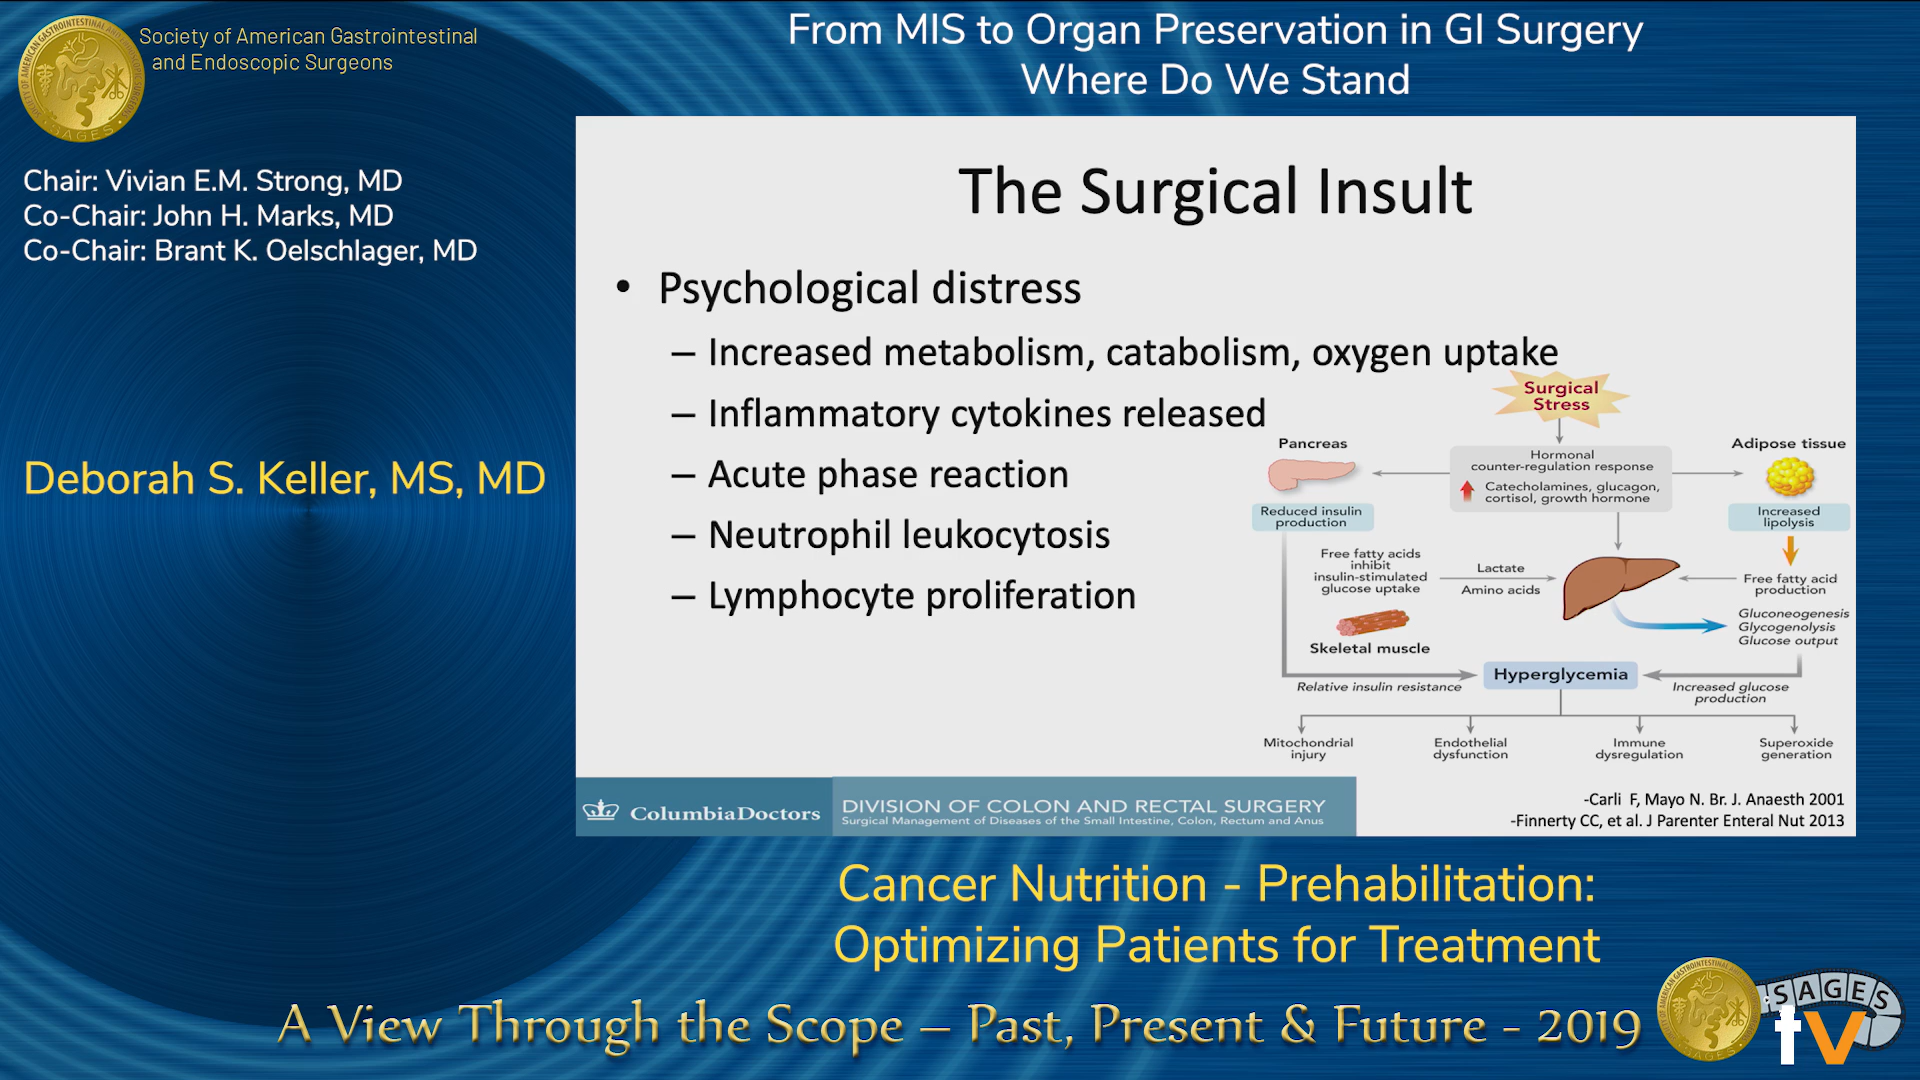 Society of American Gastrointestinal
and Endoscopic Surgeons
From MIS to Organ Preservation in GI Surgery
Where Do We Stand
Chair: Vivian E.M. Strong, MD
Co-Chair: John H. Marks, MD
Co-Chair: Brant K. Oelschlager, MD
Deborah S. Keller, MS, MD
The Surgical Insult
• Psychological distress
– Increased metabolism, catabolism, oxygen uptake
– Inflammatory cytokines released
– Acute phase reaction
– Neutrophil leukocytosis
– Lymphocyte proliferation
Surgical
Stress
Pancreas
Hormonal
counter-regulation response
Catecholamines, glucagon,
cortisol, growth hormone
Adipose tissue
Reduced insulin
production
Increased
lipolysis
Free fatty acids
inhibit
insulin-stimulated
glucose uptake
Lactate
Amino acids
Free fatty acid
production
Gluconeogenesis
Glycogenolysis
Glucose output
Skeletal muscle
Hyperglycemia
Relative insulin resistance
Increased glucose
production
Mitochondrial
injury
Endothelial
dysfunction
Immune
dysregulation
Superoxide
generation
ColumbiaDoctors
DIVISION OF COLON AND RECTAL SURGERY
Surgical Management of Diseases of the Small Intestine, Colon, Rectum and Anus
-Carli F, Mayo N. Br. J. Anaesth 2001
-Finnerty CC, et al. J Parenter Enteral Nut 2013
Cancer Nutrition - Prehabilitation:
Optimizing Patients for Treatment
A View Through the Scope – Past, Present & Future - 2019
SAGES
tv